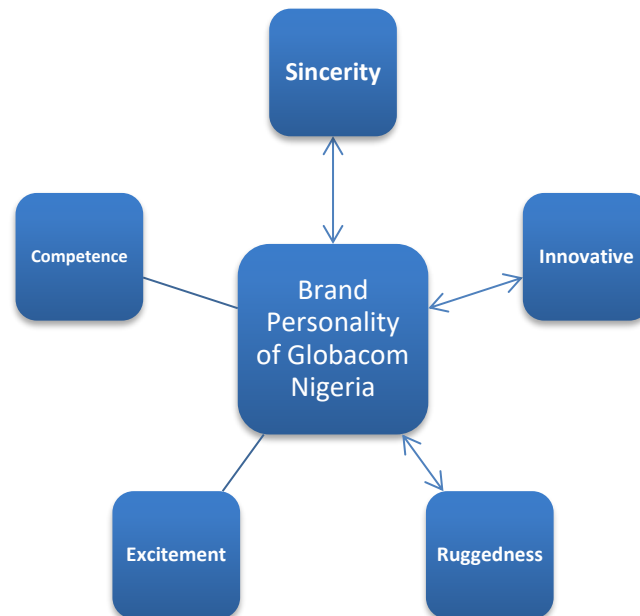 Sincerity
Competence
Innovative
Brand
Personality
of Globacom
Nigeria
Excitement
Ruggedness